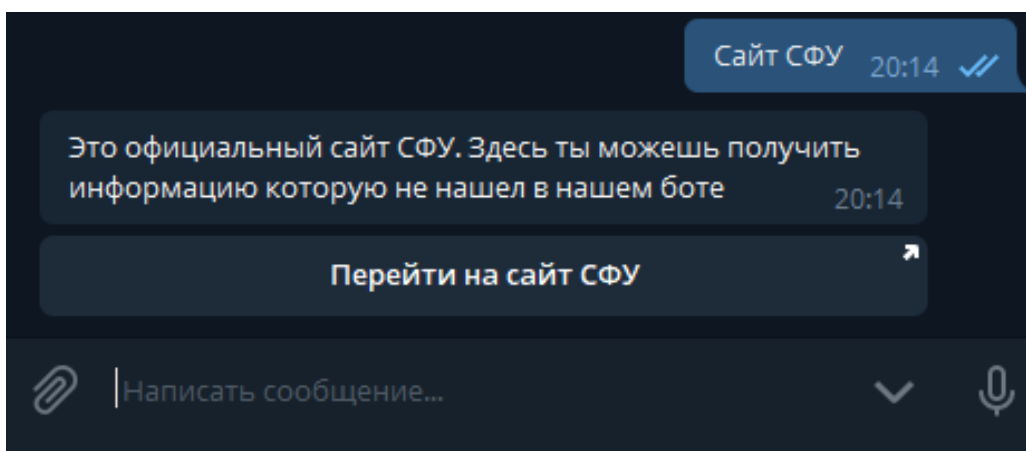 Сайт СФУ 20:14
Это официальный сайт СФУ. Здесь ты можешь получить
информацию которую не нашел в нашем боте 20:14
Перейти на сайт СФУ
Написать сообщение...